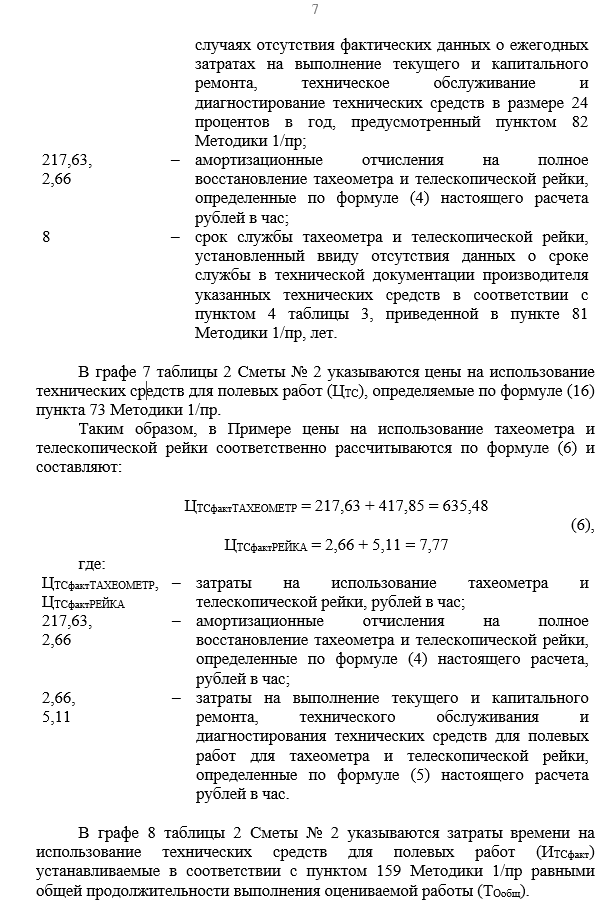 7
случаях отсутствия фактических данных о ежегодных
затратах на выполнение текущего и капитального
ремонта, техническое обслуживание и
диагностирование технических средств в размере 24
процентов в год, предусмотренный пунктом 82
Методики 1/пр;
217,63, – амортизационные отчисления на полное
2,66 восстановление тахеометра и телескопической рейки,
определенные по формуле (4) настоящего расчета
рублей в час;
8 – срок службы тахеометра и телескопической рейки,
установленный ввиду отсутствия данных о сроке
службы в технической документации производителя
указанных технических средств в соответствии с
пунктом 4 таблицы 3, приведенной в пункте 81
Методики 1/пр, лет.
В графе 7 таблицы 2 Сметы № 2 указываются цены на использование
технических средств для полевых работ (ЦТС), определяемые по формуле (16)
пункта 73 Методики 1/пр.
Таким образом, в Примере цены на использование тахеометра и
телескопической рейки соответственно рассчитываются по формуле (6) и
составляют:
ЦТСфактТАХЕОМЕТР = 217,63 + 417,85 = 635,48
(6),
ЦТСфактРЕЙКА = 2,66 + 5,11 = 7,77
где:
ЦТСфактТАХЕОМЕТР, – затраты на использование тахеометра и
ЦТСфактРЕЙКА телескопической рейки, рублей в час;
217,63, – амортизационные отчисления на полное
2,66 восстановление тахеометра и телескопической рейки,
определенные по формуле (4) настоящего расчета,
рублей в час;
2,66, – затраты на выполнение текущего и капитального
5,11 ремонта, технического обслуживания и
диагностирования технических средств для полевых
работ для тахеометра и телескопической рейки,
определенные по формуле (5) настоящего расчета
рублей в час.
В графе 8 таблицы 2 Сметы № 2 указываются затраты времени на
использование технических средств для полевых работ (ИТСфакт)
устанавливаемые в соответствии с пунктом 159 Методики 1/пр равными
общей продолжительности выполнения оцениваемой работы (ТОобщ).